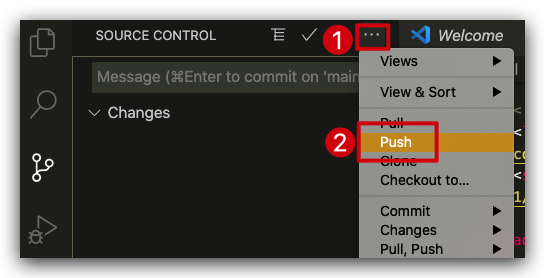 SOURCE CONTROL
1
...
Welcome
Message (⌘Enter to commit on 'main
Changes
Views
View & Sort
Pull
2
Push
Clone
Checkout to...
Commit
Changes
Pull, Push